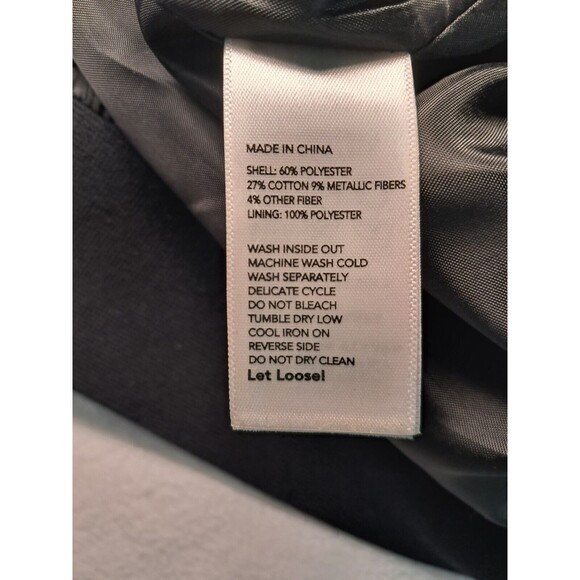 MADE IN CHINA
SHELL: 60% POLYESTER
27% COTTON 9% METALLIC FIBERS
4% OTHER FIBER
LINING: 100% POLYESTER
WASH INSIDE OUT
MACHINE WASH COLD
WASH SEPARATELY
DELICATE CYCLE
DO NOT BLEACH
TUMBLE DRY LOW
COOL IRON ON
REVERSE SIDE
DO NOT DRY CLEAN
Let Loose!